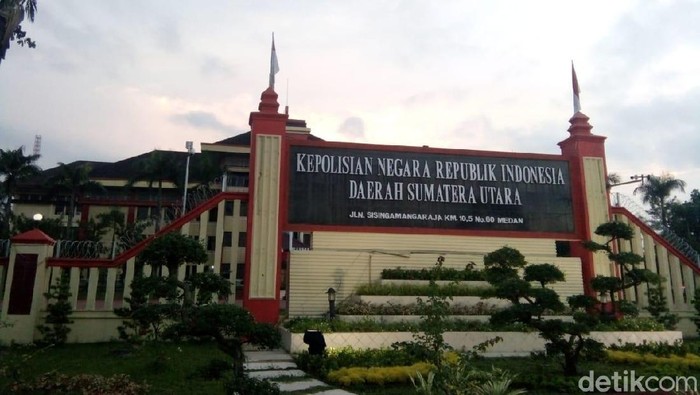 KEPOLISIAN NEGARA REPUBLIK INDONESIA
DAERAH SUMATERA UTARA
JLN. SISINGAMANGARAJA KM. 10,5 No.60 MEDAN
detikcom